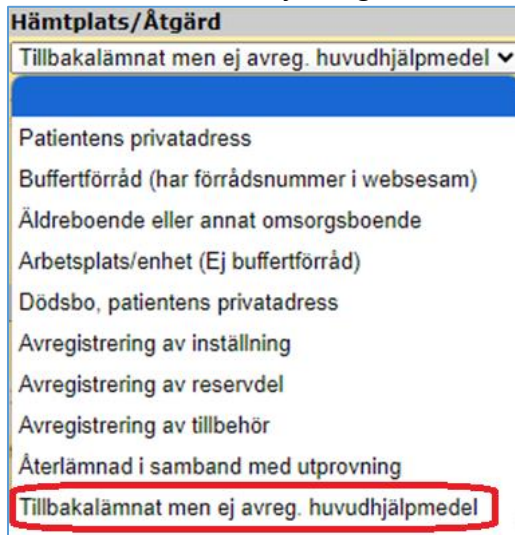 Hämtplats/Åtgärd
Tillbakalämnat men ej avreg. huvudhjälpmedel
Patientens privatadress
Buffertförråd (har förrådsnummer i websesam)
Äldreboende eller annat omsorgsboende
Arbetsplats/enhet (Ej buffertförråd)
Dödsbo, patientens privatadress
Avregistrering av inställning
Avregistrering av reservdel
Avregistrering av tillbehör
Återlämnad i samband med utprovning
Tillbakalämnat men ej avreg. huvudhjälpmedel